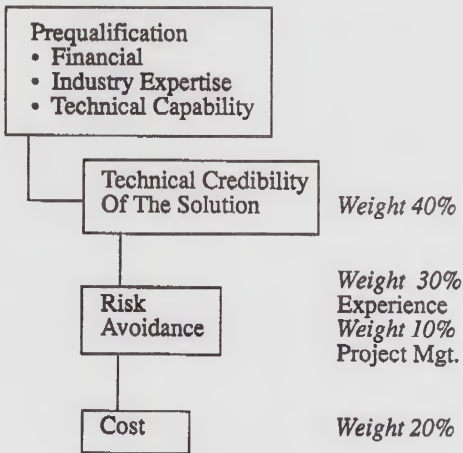 Prequalification
• Financial
• Industry Expertise
• Technical Capability
Technical Credibility
Of The Solution
Weight 40%
Risk
Avoidance
Weight 30%
Experience
Weight 10%
Project Mgt.
Cost
Weight 20%